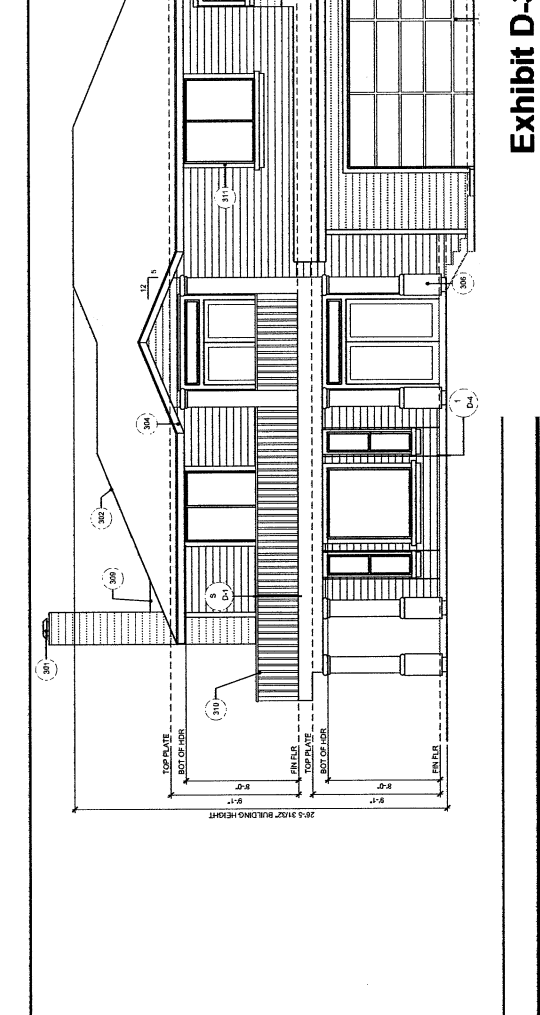 Exhibit D-
301
302
309
304
12
5
311
310
S
D-1
1
D-4
306
TOP PLATE
BOT OF HDR
FIN FLR
TOP PLATE
BOT OF HDR
FIN FLR
8'-0"
9'-1"
8'-0"
9'-1"
26'-5 31/32" BUILDING HEIGHT